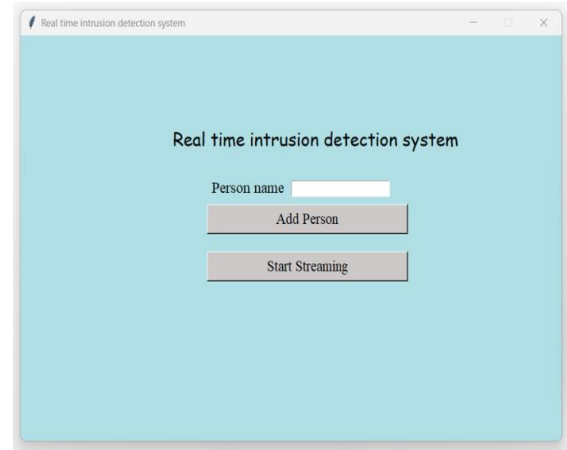 Real time intrusion detection system
Real time intrusion detection system
Person name
Add Person
Start Streaming